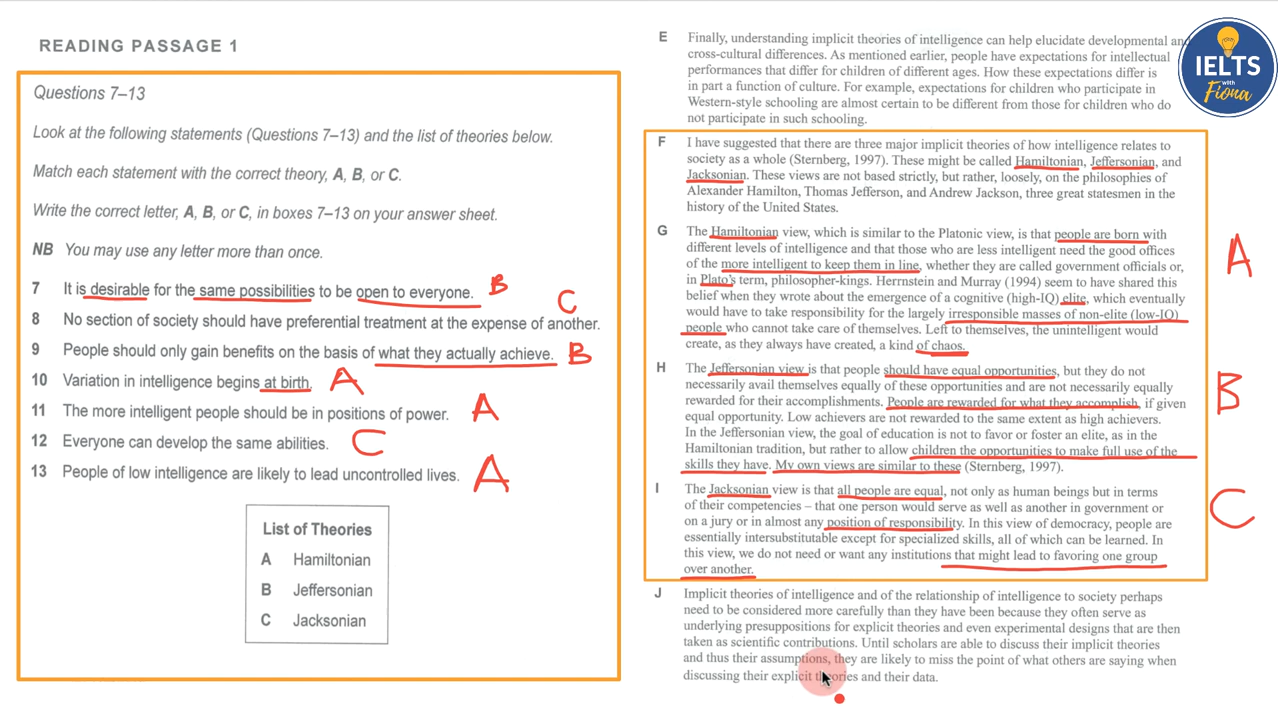 READING PASSAGE 1
Questions 7–13
Look at the following statements (Questions 7–13) and the list of theories below.
Match each statement with the correct theory, A, B, or C.
Write the correct letter, A, B, or C, in boxes 7–13 on your answer sheet.
NB You may use any letter more than once.
7 It is desirable for the same possibilities to be open to everyone. B
8 No section of society should have preferential treatment at the expense of another. C
9 People should only gain benefits on the basis of what they actually achieve. B
10 Variation in intelligence begins at birth. A
11 The more intelligent people should be in positions of power. A
12 Everyone can develop the same abilities. C
13 People of low intelligence are likely to lead uncontrolled lives. A
List of Theories
A Hamiltonian
B Jeffersonian
C Jacksonian
E Finally, understanding implicit theories of intelligence can help elucidate developmental and
cross-cultural differences. As mentioned earlier, people have expectations for intellectual
performances that differ for children of different ages. How these expectations differ is
in part a function of culture. For example, expectations for children who participate in
Western-style schooling are almost certain to be different from those for children who do
not participate in such schooling.
F I have suggested that there are three major implicit theories of how intelligence relates to
society as a whole (Sternberg, 1997). These might be called Hamiltonian, Jeffersonian, and
Jacksonian. These views are not based strictly, but rather, loosely, on the philosophies of
Alexander Hamilton, Thomas Jefferson, and Andrew Jackson, three great statesmen in the
history of the United States.
G The Hamiltonian view, which is similar to the Platonic view, is that people are born with
different levels of intelligence and that those who are less intelligent need the good offices
of the more intelligent to keep them in line, whether they are called government officials or,
in Plato's term, philosopher-kings. Herrnstein and Murray (1994) seem to have shared this
belief when they wrote about the emergence of a cognitive (high-IQ) elite, which eventually
would have to take responsibility for the largely irresponsible masses of non-elite (low-IQ)
people who cannot take care of themselves. Left to themselves, the unintelligent would
create, as they always have created, a kind of chaos.
A
H The Jeffersonian view is that people should have equal opportunities, but they do not
necessarily avail themselves equally of these opportunities and are not necessarily equally
rewarded for their accomplishments. People are rewarded for what they accomplish, if given
equal opportunity. Low achievers are not rewarded to the same extent as high achievers.
In the Jeffersonian view, the goal of education is not to favor or foster an elite, as in the
Hamiltonian tradition, but rather to allow children the opportunities to make full use of the
skills they have. My own views are similar to these (Sternberg, 1997).
B
I The Jacksonian view is that all people are equal, not only as human beings but in terms
of their competencies – that one person would serve as well as another in government or
on a jury or in almost any position of responsibility. In this view of democracy, people are
essentially intersubstitutable except for specialized skills, all of which can be learned. In
this view, we do not need or want any institutions that might lead to favoring one group
over another.
C
J Implicit theories of intelligence and of the relationship of intelligence to society perhaps
need to be considered more carefully than they have been because they often serve as
underlying presuppositions for explicit theories and even experimental designs that are then
taken as scientific contributions. Until scholars are able to discuss their implicit theories
and thus their assumptions, they are likely to miss the point of what others are saying when
discussing their explicit theories and their data.
IELTS
with
Fiona